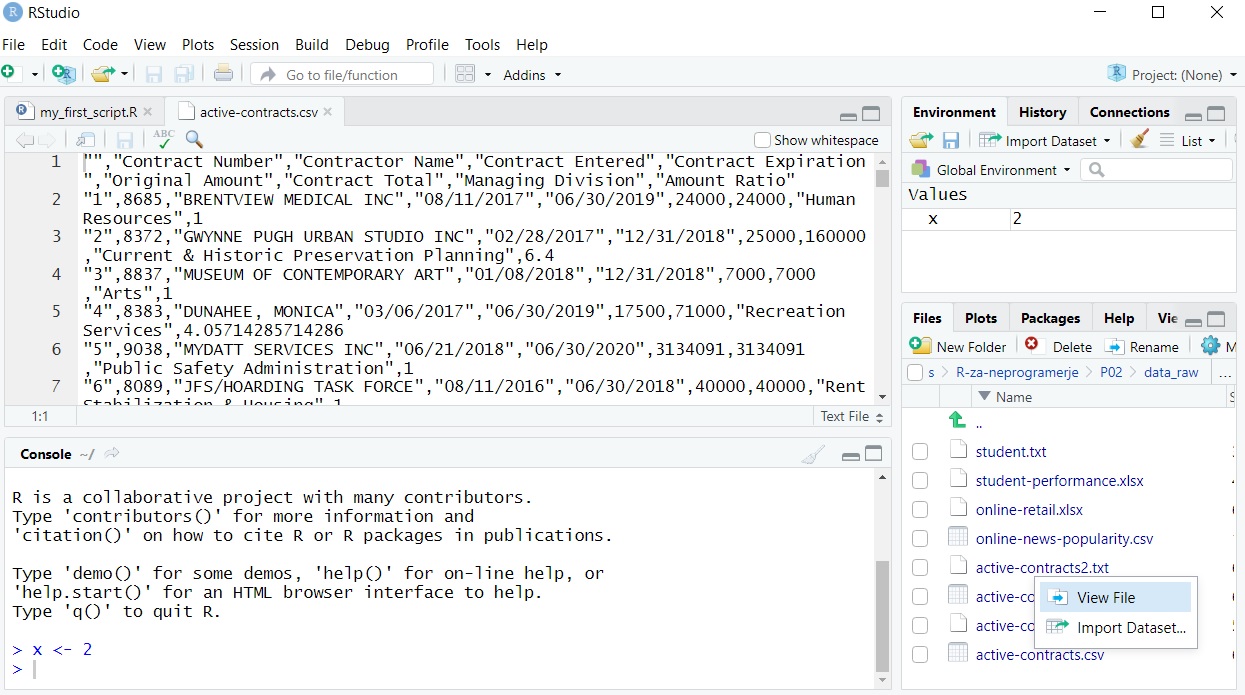 RStudio
File Edit Code View Plots Session Build Debug Profile Tools Help
Go to file/function Addins Project: (None)
my_first_script.R active-contracts.csv
ABC Show whitespace
1 "","Contract Number","Contractor Name","Contract Entered","Contract Expiration
","Original Amount","Contract Total","Managing Division","Amount Ratio"
2 "1",8685,"BRENTVIEW MEDICAL INC","08/11/2017","06/30/2019",24000,24000,"Human
Resources",1
3 "2",8372,"GWYNNE PUGH URBAN STUDIO INC","02/28/2017","12/31/2018",25000,160000
,"Current & Historic Preservation Planning",6.4
4 "3",8837,"MUSEUM OF CONTEMPORARY ART","01/08/2018","12/31/2018",7000,7000
,"Arts",1
5 "4",8383,"DUNAHEE, MONICA","03/06/2017","06/30/2019",17500,71000,"Recreation
Services",4.05714285714286
6 "5",9038,"MYDATT SERVICES INC","06/21/2018","06/30/2020",3134091,3134091
,"Public Safety Administration",1
7 "6",8089,"JFS/HOARDING TASK FORCE","08/11/2016","06/30/2018",40000,40000,"Rent
Stabilization & Housing",1
1:1 Text File
Console ~/
R is a collaborative project with many contributors.
Type 'contributors()' for more information and
'citation()' on how to cite R or R packages in publications.
Type 'demo()' for some demos, 'help()' for on-line help, or
'help.start()' for an HTML browser interface to help.
Type 'q()' to quit R.
> x <- 2
>
Environment History Connections
Import Dataset List
Global Environment
Values
x 2
Files Plots Packages Help Vie
New Folder Delete Rename M
s R-za-neprogramerje P02 data_raw ...
Name S
..
student.txt
student-performance.xlsx
online-retail.xlsx
online-news-popularity.csv
active-contracts2.txt
active-co
active-co
active-contracts.csv
View File
Import Dataset...